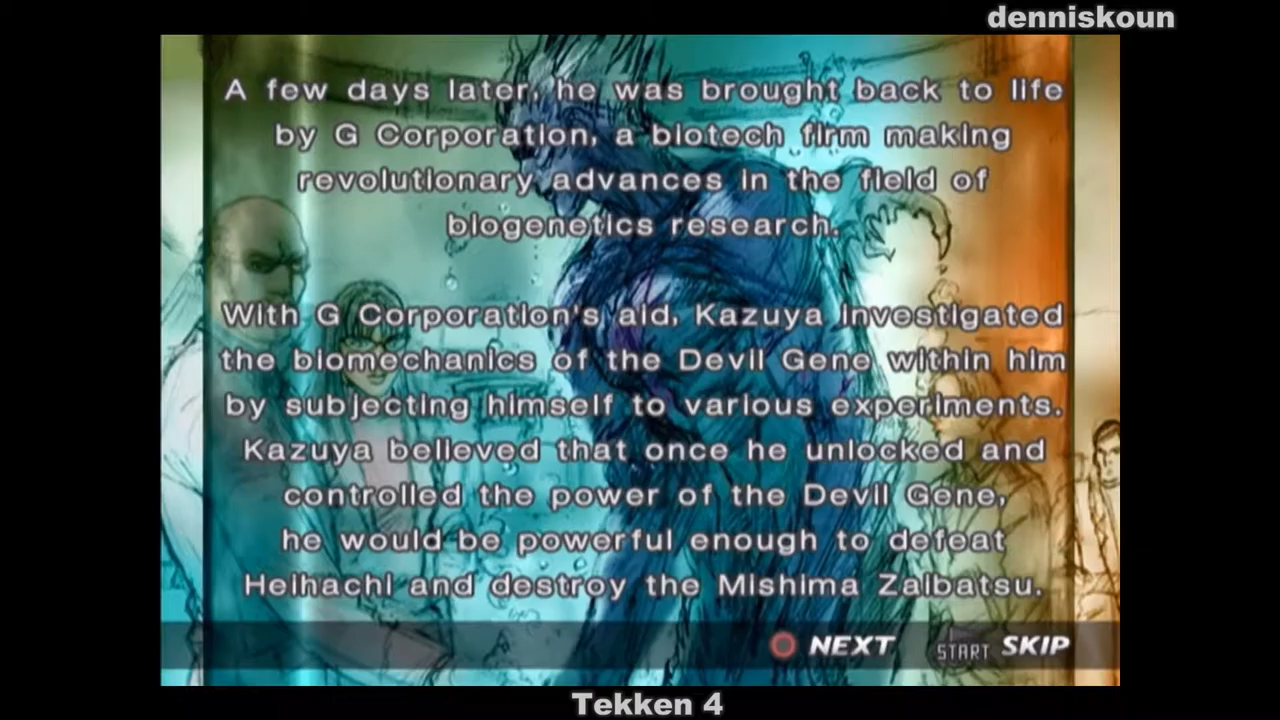 denniskoun
A few days later, he was brought back to life
by G Corporation, a biotech firm making
revolutionary advances in the field of
biogenetics research.
With G Corporation's aid, Kazuya investigated
the biomechanics of the Devil Gene within him
by subjecting himself to various experiments.
Kazuya believed that once he unlocked and
controlled the power of the Devil Gene,
he would be powerful enough to defeat
Heihachi and destroy the Mishima Zaibatsu.
NEXT START SKIP
Tekken 4